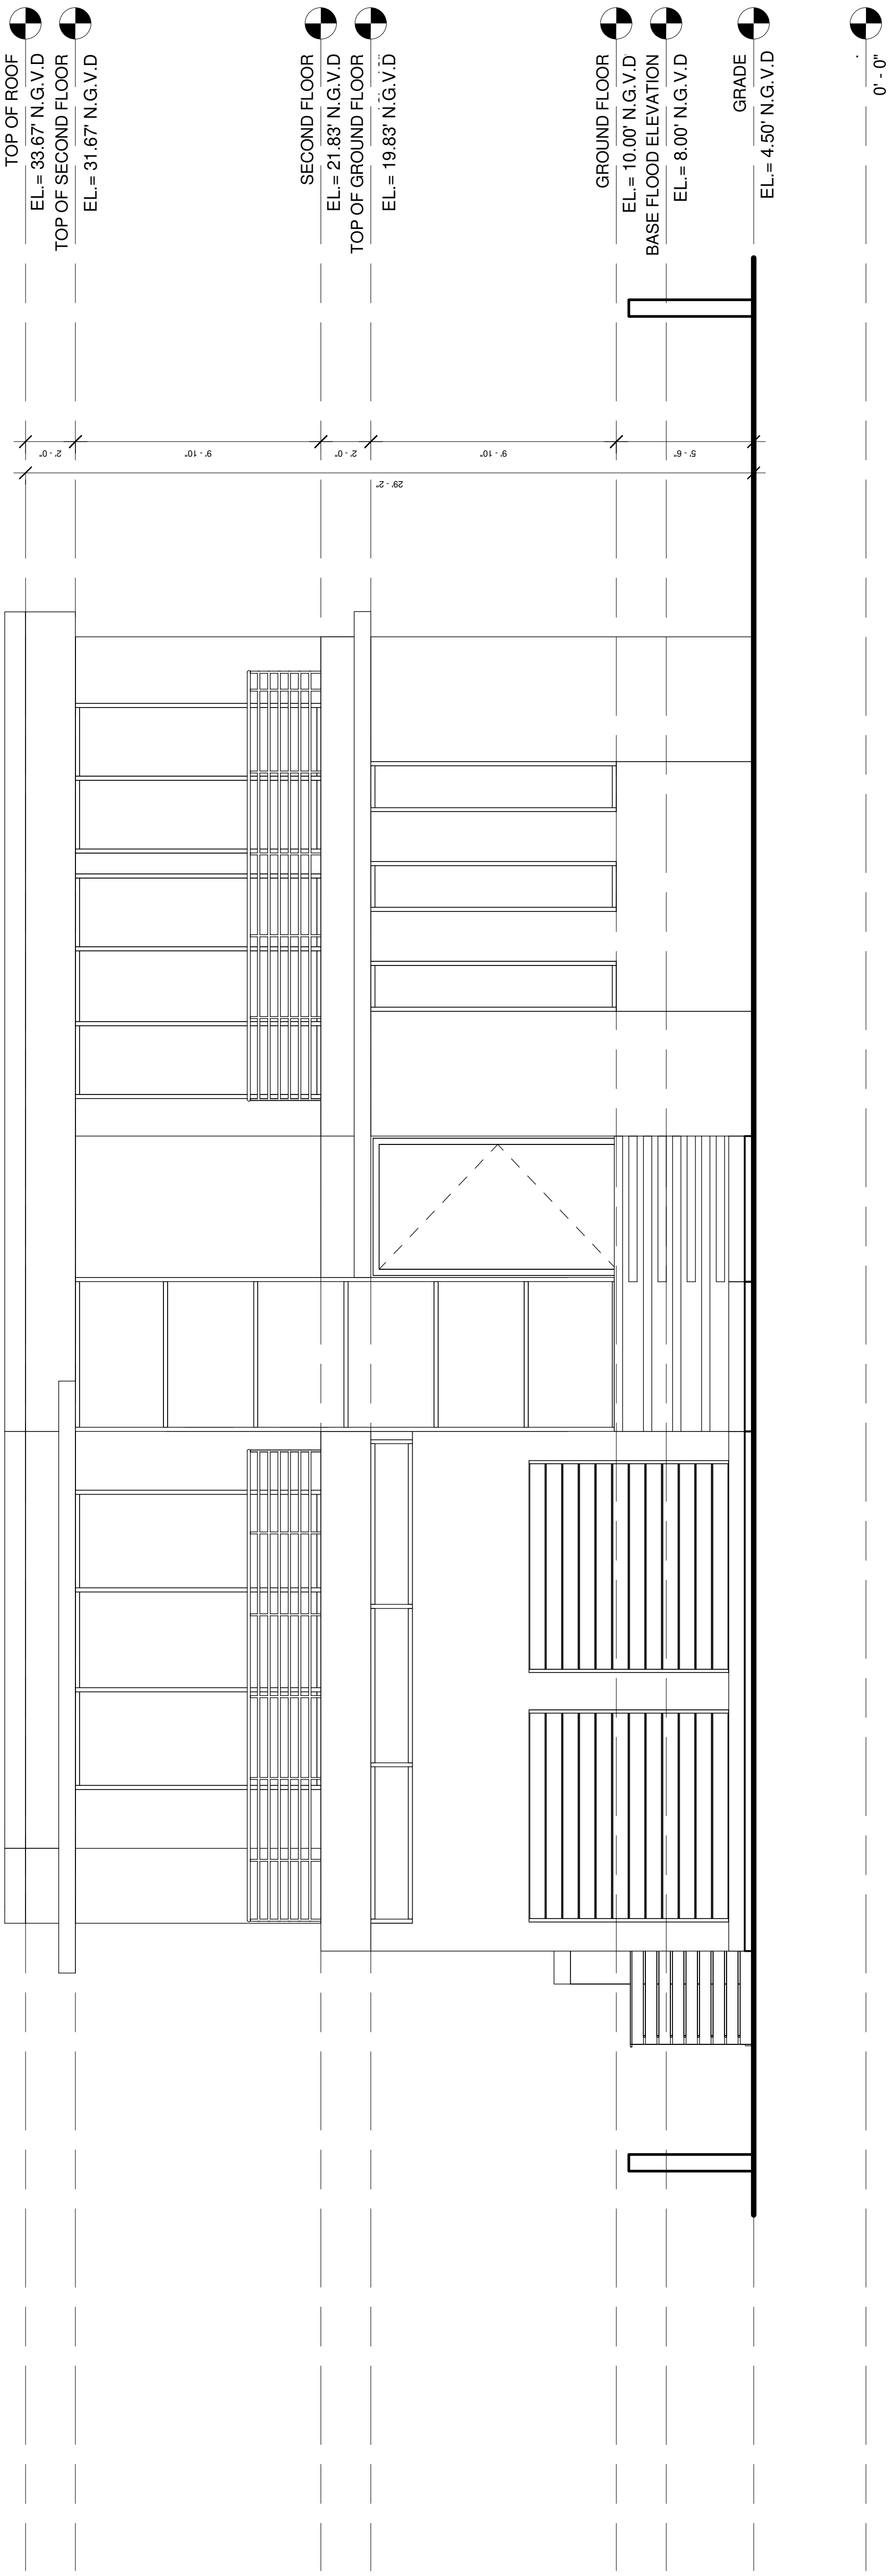 TOP OF ROOF
EL.= 33.67' N.G.V.D
TOP OF SECOND FLOOR
EL.= 31.67' N.G.V.D
SECOND FLOOR
EL.= 21.83' N.G.V.D
TOP OF GROUND FLOOR
EL.= 19.83' N.G.V.D
GROUND FLOOR
EL.= 10.00' N.G.V.D
BASE FLOOD ELEVATION
EL.= 8.00' N.G.V.D
GRADE
EL.= 4.50' N.G.V.D
0' - 0"
2' - 0"
9' - 10"
2' - 0"
9' - 10"
5' - 6"
29' - 2"